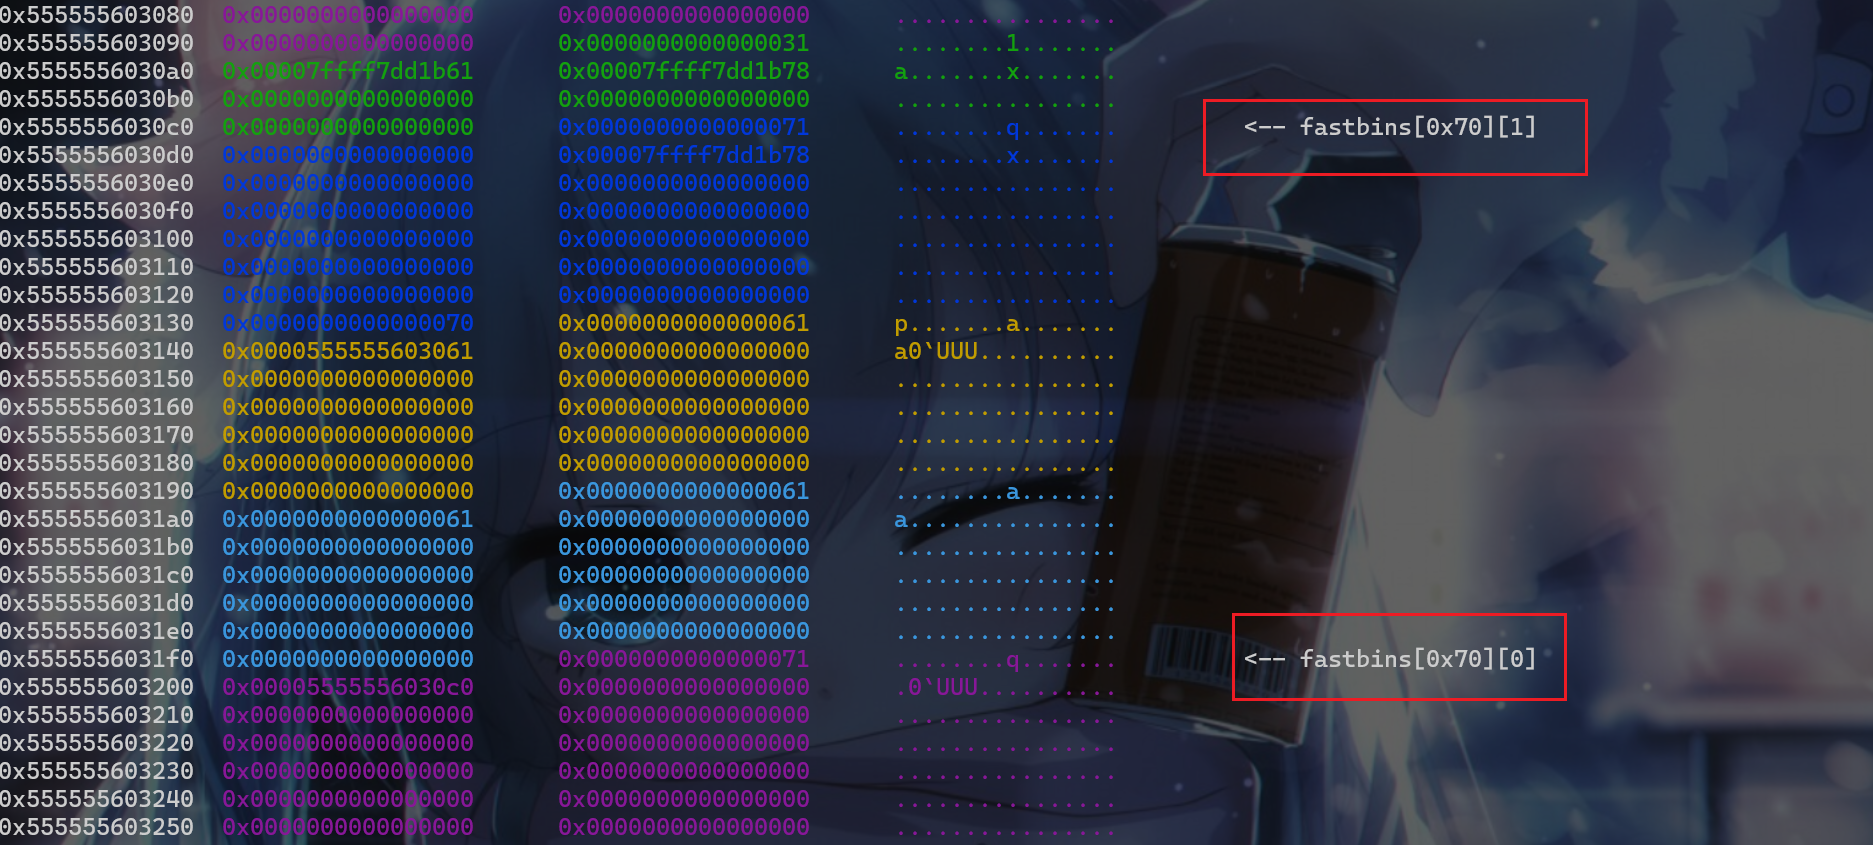 0x555555603080 0x0000000000000000 0x0000000000000000 ................
0x555555603090 0x0000000000000000 0x0000000000000031 ........1.......
0x5555556030a0 0x00007ffff7dd1b61 0x00007ffff7dd1b78 a.......x.......
0x5555556030b0 0x0000000000000000 0x0000000000000000 ................
0x5555556030c0 0x0000000000000000 0x0000000000000071 ........q....... <-- fastbins[0x70][1]
0x5555556030d0 0x0000000000000000 0x00007ffff7dd1b78 ........x.......
0x5555556030e0 0x0000000000000000 0x0000000000000000 ................
0x5555556030f0 0x0000000000000000 0x0000000000000000 ................
0x555555603100 0x0000000000000000 0x0000000000000000 ................
0x555555603110 0x0000000000000000 0x0000000000000000 ................
0x555555603120 0x0000000000000000 0x0000000000000000 ................
0x555555603130 0x0000000000000070 0x0000000000000061 p.......a.......
0x555555603140 0x0000555555603061 0x0000000000000000 a0`UUU..........
0x555555603150 0x0000000000000000 0x0000000000000000 ................
0x555555603160 0x0000000000000000 0x0000000000000000 ................
0x555555603170 0x0000000000000000 0x0000000000000000 ................
0x555555603180 0x0000000000000000 0x0000000000000000 ................
0x555555603190 0x0000000000000000 0x0000000000000061 ........a.......
0x5555556031a0 0x0000000000000061 0x0000000000000000 a...............
0x5555556031b0 0x0000000000000000 0x0000000000000000 ................
0x5555556031c0 0x0000000000000000 0x0000000000000000 ................
0x5555556031d0 0x0000000000000000 0x0000000000000000 ................
0x5555556031e0 0x0000000000000000 0x0000000000000000 ................
0x5555556031f0 0x0000000000000000 0x0000000000000071 ........q....... <-- fastbins[0x70][0]
0x555555603200 0x00005555556030c0 0x0000000000000000 .0`UUU..........
0x555555603210 0x0000000000000000 0x0000000000000000 ................
0x555555603220 0x0000000000000000 0x0000000000000000 ................
0x555555603230 0x0000000000000000 0x0000000000000000 ................
0x555555603240 0x0000000000000000 0x0000000000000000 ................
0x555555603250 0x0000000000000000 0x0000000000000000 ................